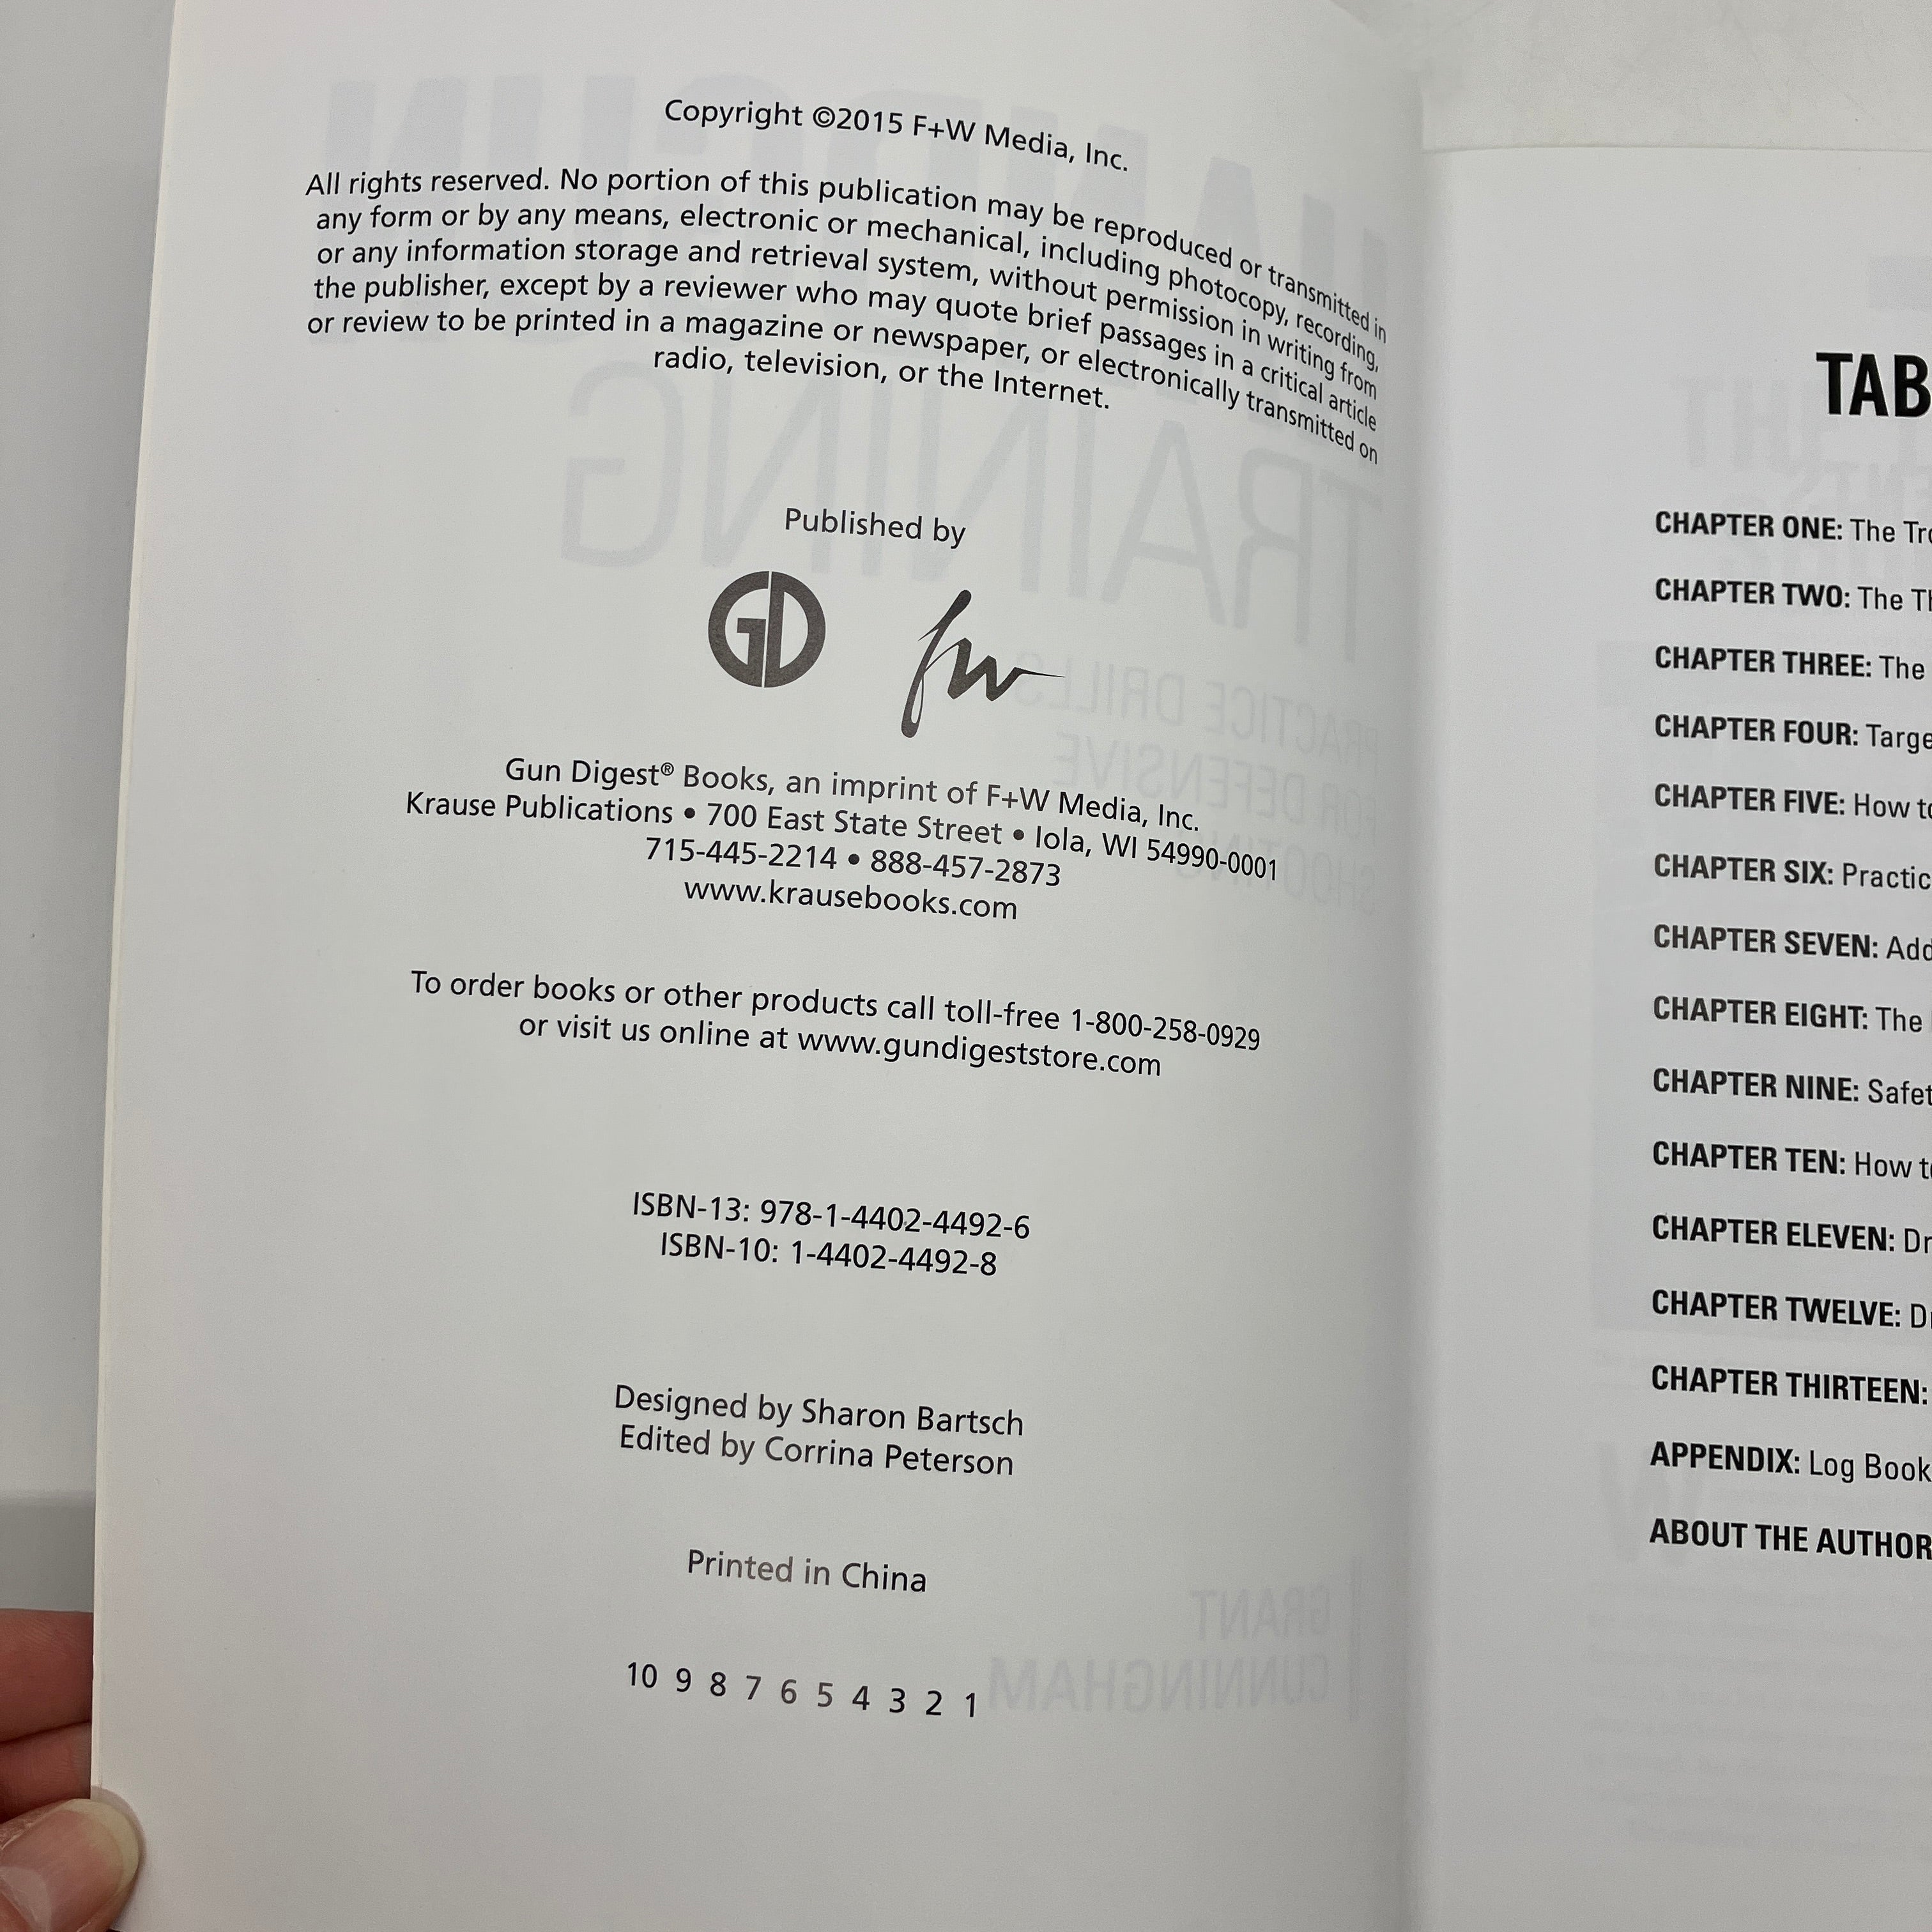 Copyright ©2015 F+W Media, Inc.
All rights reserved. No portion of this publication may be reproduced or transmitted in
any form or by any means, electronic or mechanical, including photocopy, recording,
or any information storage and retrieval system, without permission in writing from
the publisher, except by a reviewer who may quote brief passages in a critical article
or review to be printed in a magazine or newspaper, or electronically transmitted on
radio, television, or the Internet.
Published by
GD fw
Gun Digest® Books, an imprint of F+W Media, Inc.
Krause Publications • 700 East State Street • Iola, WI 54990-0001
715-445-2214 • 888-457-2873
www.krausebooks.com
To order books or other products call toll-free 1-800-258-0929
or visit us online at www.gundigeststore.com
ISBN-13: 978-1-4402-4492-6
ISBN-10: 1-4402-4492-8
Designed by Sharon Bartsch
Edited by Corrina Peterson
Printed in China
10 9 8 7 6 5 4 3 2 1
GRANT
CUNNINGHAM
TRAINING
PRACTICE DRILLS
FOR DEFENSIVE
SHOOTING
TAB
CHAPTER ONE: The
CHAPTER TWO: The
CHAPTER THREE: The
CHAPTER FOUR:
CHAPTER FIVE: How
CHAPTER SIX:
CHAPTER SEVEN:
CHAPTER EIGHT: The
CHAPTER NINE:
CHAPTER TEN: How
CHAPTER ELEVEN:
CHAPTER TWELVE:
CHAPTER THIRTEEN:
APPENDIX: Log Book
ABOUT THE AUTHOR